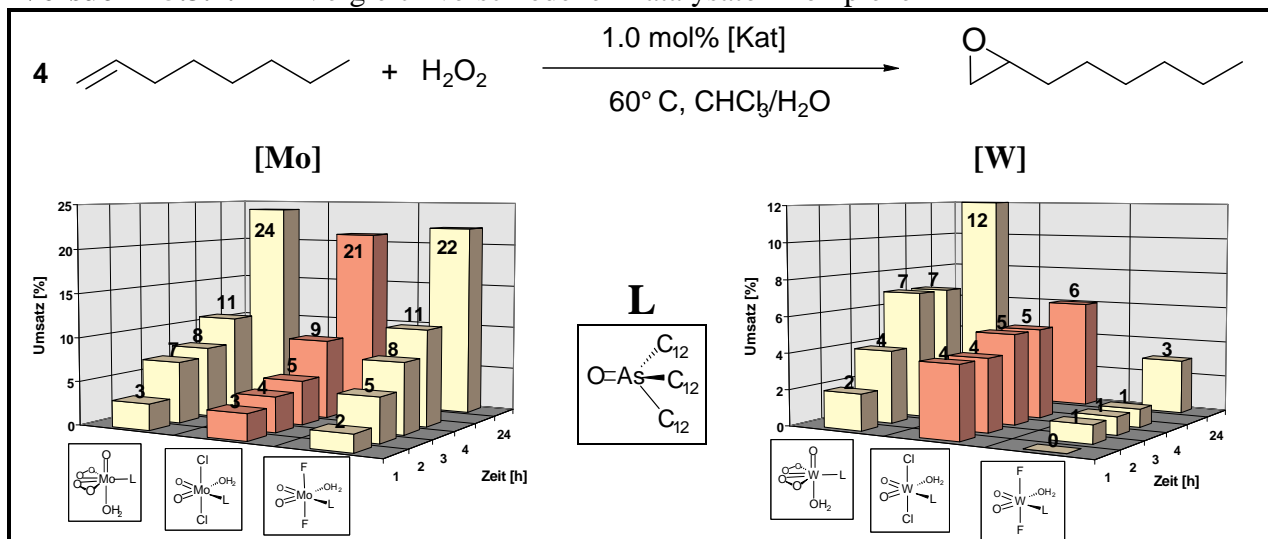 1.0 mol% [Kat]
4 + H2O2 O
60° C, CHCl3/H2O
[Mo] [W]
Umsatz [%]
25
20
15
10
5
0
3 7 8 11 24
3 4 5 9 21
2 5 8 11 22
1 2 3 4 24
Zeit [h]
O O O O O Mo L OH2
Cl O O Mo OH2 L Cl
F O O Mo OH2 L F
L
O=As C12 C12 C12
Umsatz [%]
12
10
8
6
4
2
0
2 4 7 7 12
4 4 5 5 6
0 1 1 1 3
1 2 3 4 24
Zeit [h]
O O O O O W L OH2
Cl O O W OH2 L Cl
F O O W OH2 L F